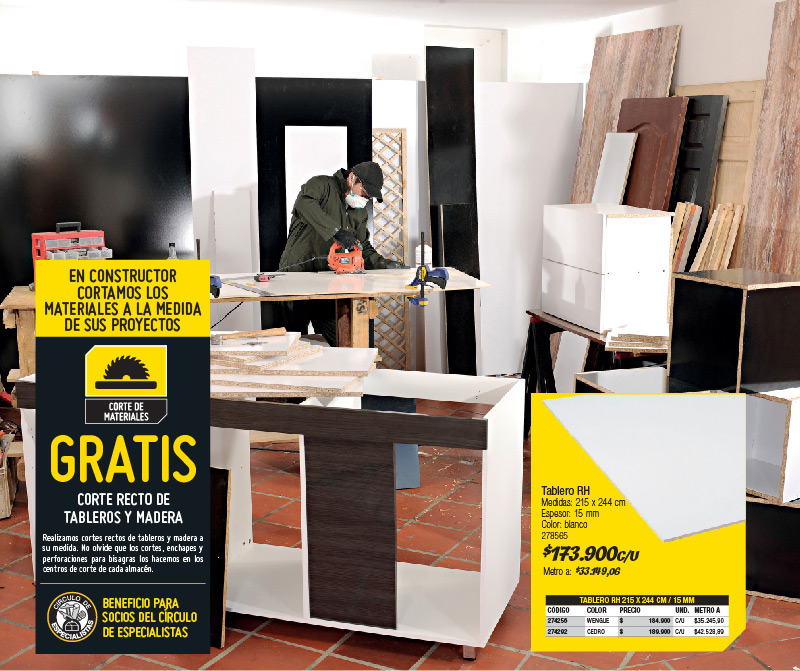 EN CONSTRUCTOR
CORTAMOS LOS
MATERIALES A LA MEDIDA
DE SUS PROYECTOS
CORTE DE
MATERIALES
GRATIS
CORTE RECTO DE
TABLEROS Y MADERA
Realizamos cortes rectos de tableros y madera a
su medida. No olvide que los cortes, enchapes y
perforaciones para bisagras los hacemos en los
centros de corte de cada almacén.
CÍRCULO DE
ESPECIALISTAS
BENEFICIO PARA
SOCIOS DEL CÍRCULO
DE ESPECIALISTAS
Tablero RH
Medidas: 215 x 244 cm
Espesor: 15 mm
Color: blanco
278565
$173.900C/U
Metro a: $33.149,06
TABLERO RH 215 X 244 CM / 15 MM
CÓDIGO COLOR PRECIO UND. METRO A
274256 WENGUE $ 184.900 C/U $35.245,90
274292 CEDRO $ 189.900 C/U $42.528,89